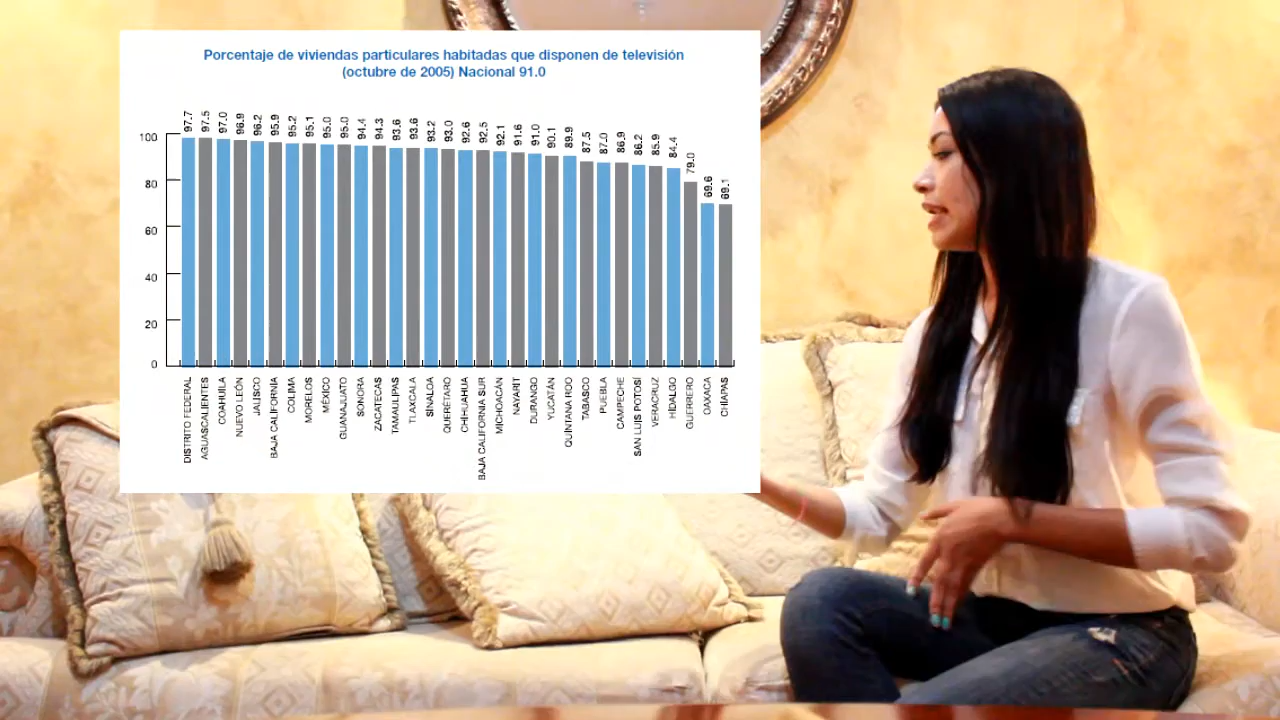 Porcentaje de viviendas particulares habitadas que disponen de televisión
(octubre de 2005) Nacional 91.0
97.7
97.5
97.0
96.9
96.2
95.9
95.2
95.1
95.0
95.0
94.4
94.3
93.6
93.6
93.2
93.0
92.6
92.5
92.1
91.6
91.0
90.1
89.9
87.5
87.0
86.9
86.2
85.9
84.4
79.0
69.6
69.1
100
80
60
40
20
0
DISTRITO FEDERAL
AGUASCALIENTES
COAHUILA
NUEVO LEÓN
JALISCO
BAJA CALIFORNIA
COLIMA
MORELOS
MÉXICO
GUANAJUATO
SONORA
ZACATECAS
TAMAULIPAS
TLAXCALA
SINALOA
QUERETARO
CHIHUAHUA
BAJA CALIFORNIA SUR
MICHOACÁN
NAYARIT
DURANGO
YUCATÁN
QUINTANA ROO
TABASCO
PUEBLA
CAMPECHE
SAN LUIS POTOSÍ
VERACRUZ
HIDALGO
GUERRERO
OAXACA
CHIAPAS